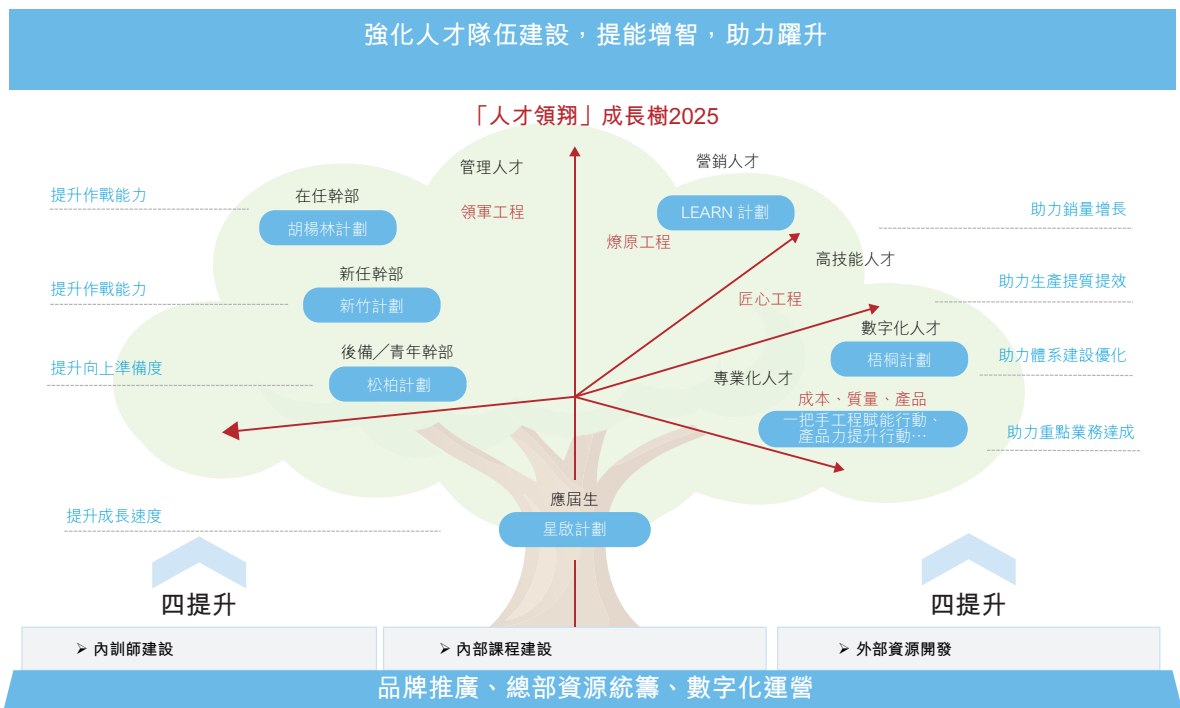 強化人才隊伍建設，提能增智，助力躍升
「人才領翔」成長樹2025
管理人才
領軍工程
在任幹部
胡楊林計劃
提升作戰能力
新任幹部
新竹計劃
提升作戰能力
後備／青年幹部
松柏計劃
提升向上準備度
營銷人才
LEARN 計劃
燎原工程
助力銷量增長
高技能人才
匠心工程
助力生產提質提效
數字化人才
梧桐計劃
助力體系建設優化
專業化人才
成本、質量、產品
一把手工程賦能行動、
產品力提升行動…
助力重點業務達成
應屆生
星啟計劃
提升成長速度
四提升
四提升
➢ 內訓師建設
➢ 內部課程建設
➢ 外部資源開發
品牌推廣、總部資源統籌、數字化運營